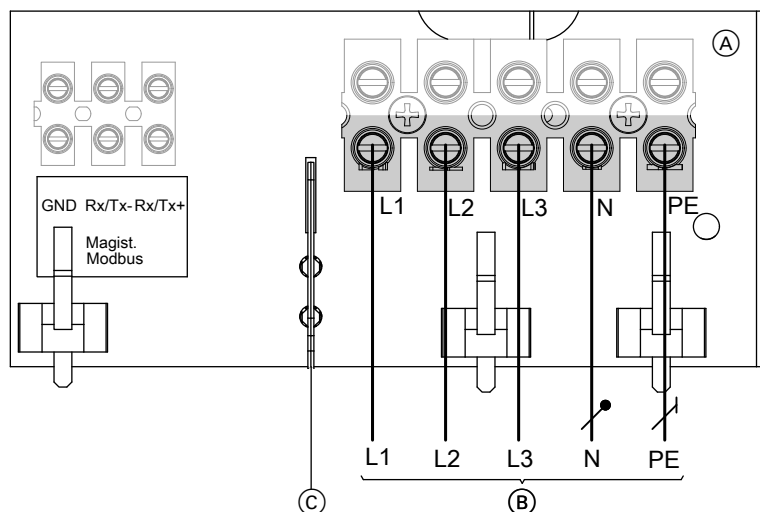 A
L1 L2 L3 N PE
GND Rx/Tx- Rx/Tx+
Magist.
Modbus
L1 L2 L3 N PE
C B